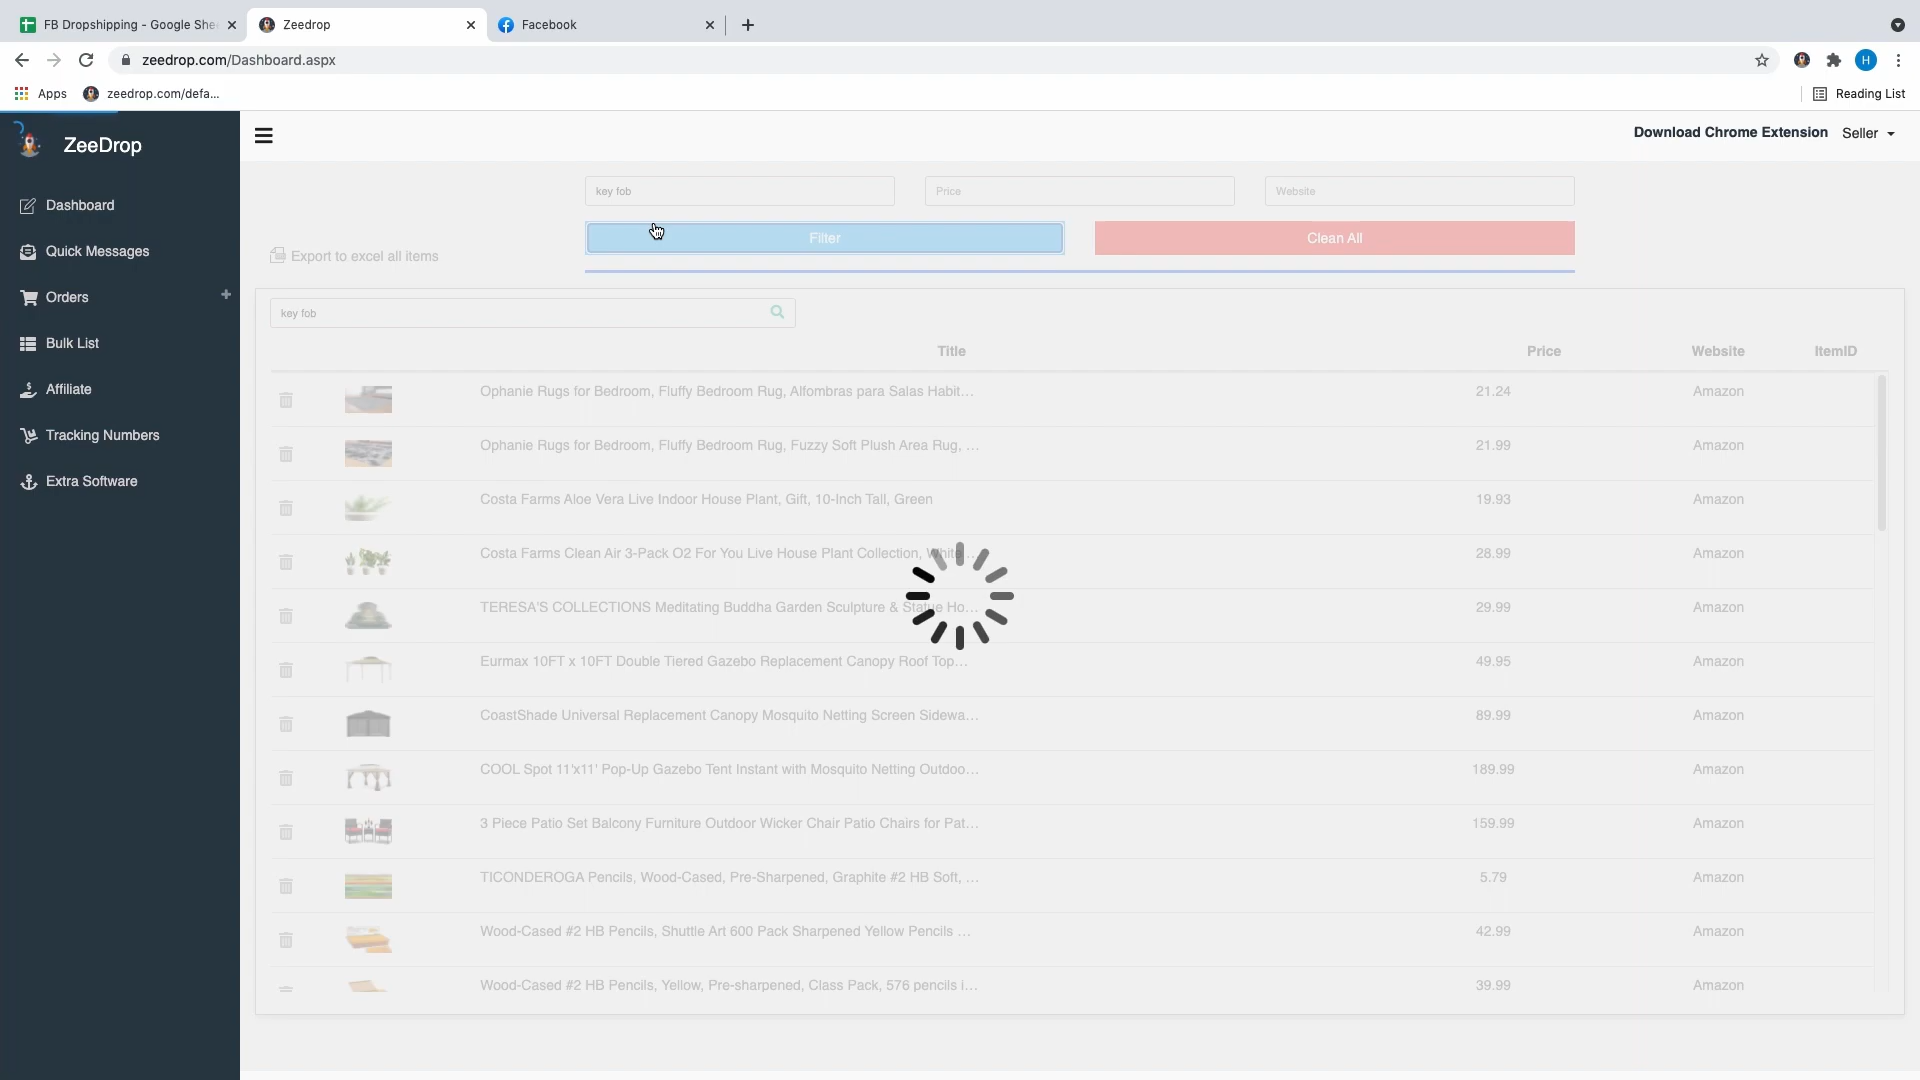 FB Dropshipping - Google She
Zeedrop
Facebook
zeedrop.com/Dashboard.aspx
H
Apps
zeedrop.com/defa...
Reading List
ZeeDrop
Download Chrome Extension
Seller
Dashboard
Quick Messages
Orders
Bulk List
Affiliate
Tracking Numbers
Extra Software
key fob
Price
Website
Filter
Clean All
Export to excel all items
key fob
Title Price Website ItemID
Ophanie Rugs for Bedroom, Fluffy Bedroom Rug, Alfombras para Salas Habit... 21.24 Amazon
Ophanie Rugs for Bedroom, Fluffy Bedroom Rug, Fuzzy Soft Plush Area Rug, ... 21.99 Amazon
Costa Farms Aloe Vera Live Indoor House Plant, Gift, 10-Inch Tall, Green 19.93 Amazon
Costa Farms Clean Air 3-Pack O2 For You Live House Plant Collection, White... 28.99 Amazon
TERESA'S COLLECTIONS Meditating Buddha Garden Sculpture & Statue Ho... 29.99 Amazon
Eurmax 10FT x 10FT Double Tiered Gazebo Replacement Canopy Roof Top... 49.95 Amazon
CoastShade Universal Replacement Canopy Mosquito Netting Screen Sidewa... 89.99 Amazon
COOL Spot 11'x11' Pop-Up Gazebo Tent Instant with Mosquito Netting Outdoo... 189.99 Amazon
3 Piece Patio Set Balcony Furniture Outdoor Wicker Chair Patio Chairs for Pat... 159.99 Amazon
TICONDEROGA Pencils, Wood-Cased, Pre-Sharpened, Graphite #2 HB Soft, ... 5.79 Amazon
Wood-Cased #2 HB Pencils, Shuttle Art 600 Pack Sharpened Yellow Pencils ... 42.99 Amazon
Wood-Cased #2 HB Pencils, Yellow, Pre-sharpened, Class Pack, 576 pencils i... 39.99 Amazon